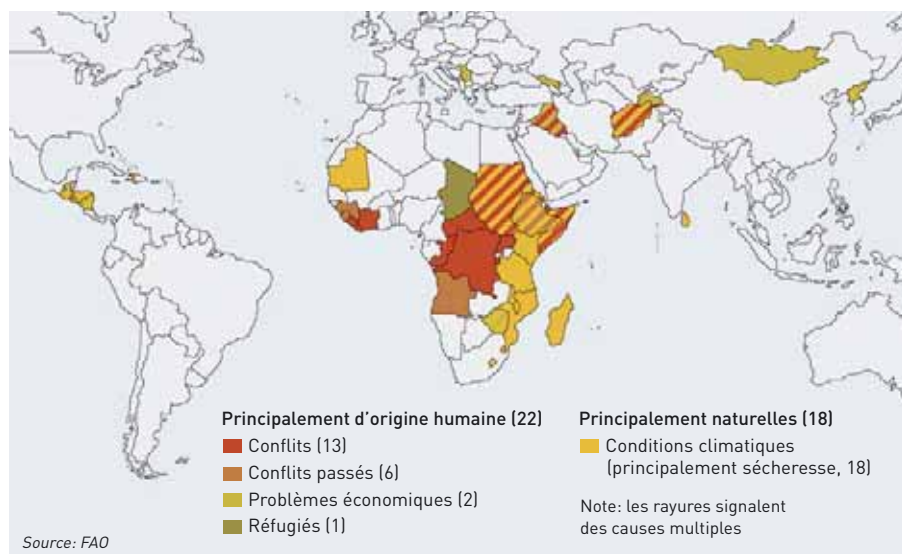 Principalement d'origine humaine (22)
Conflits (13)
Conflits passés (6)
Problèmes économiques (2)
Réfugiés (1)
Principalement naturelles (18)
Conditions climatiques
(principalement sécheresse, 18)
Note: les rayures signalent
des causes multiples
Source: FAO